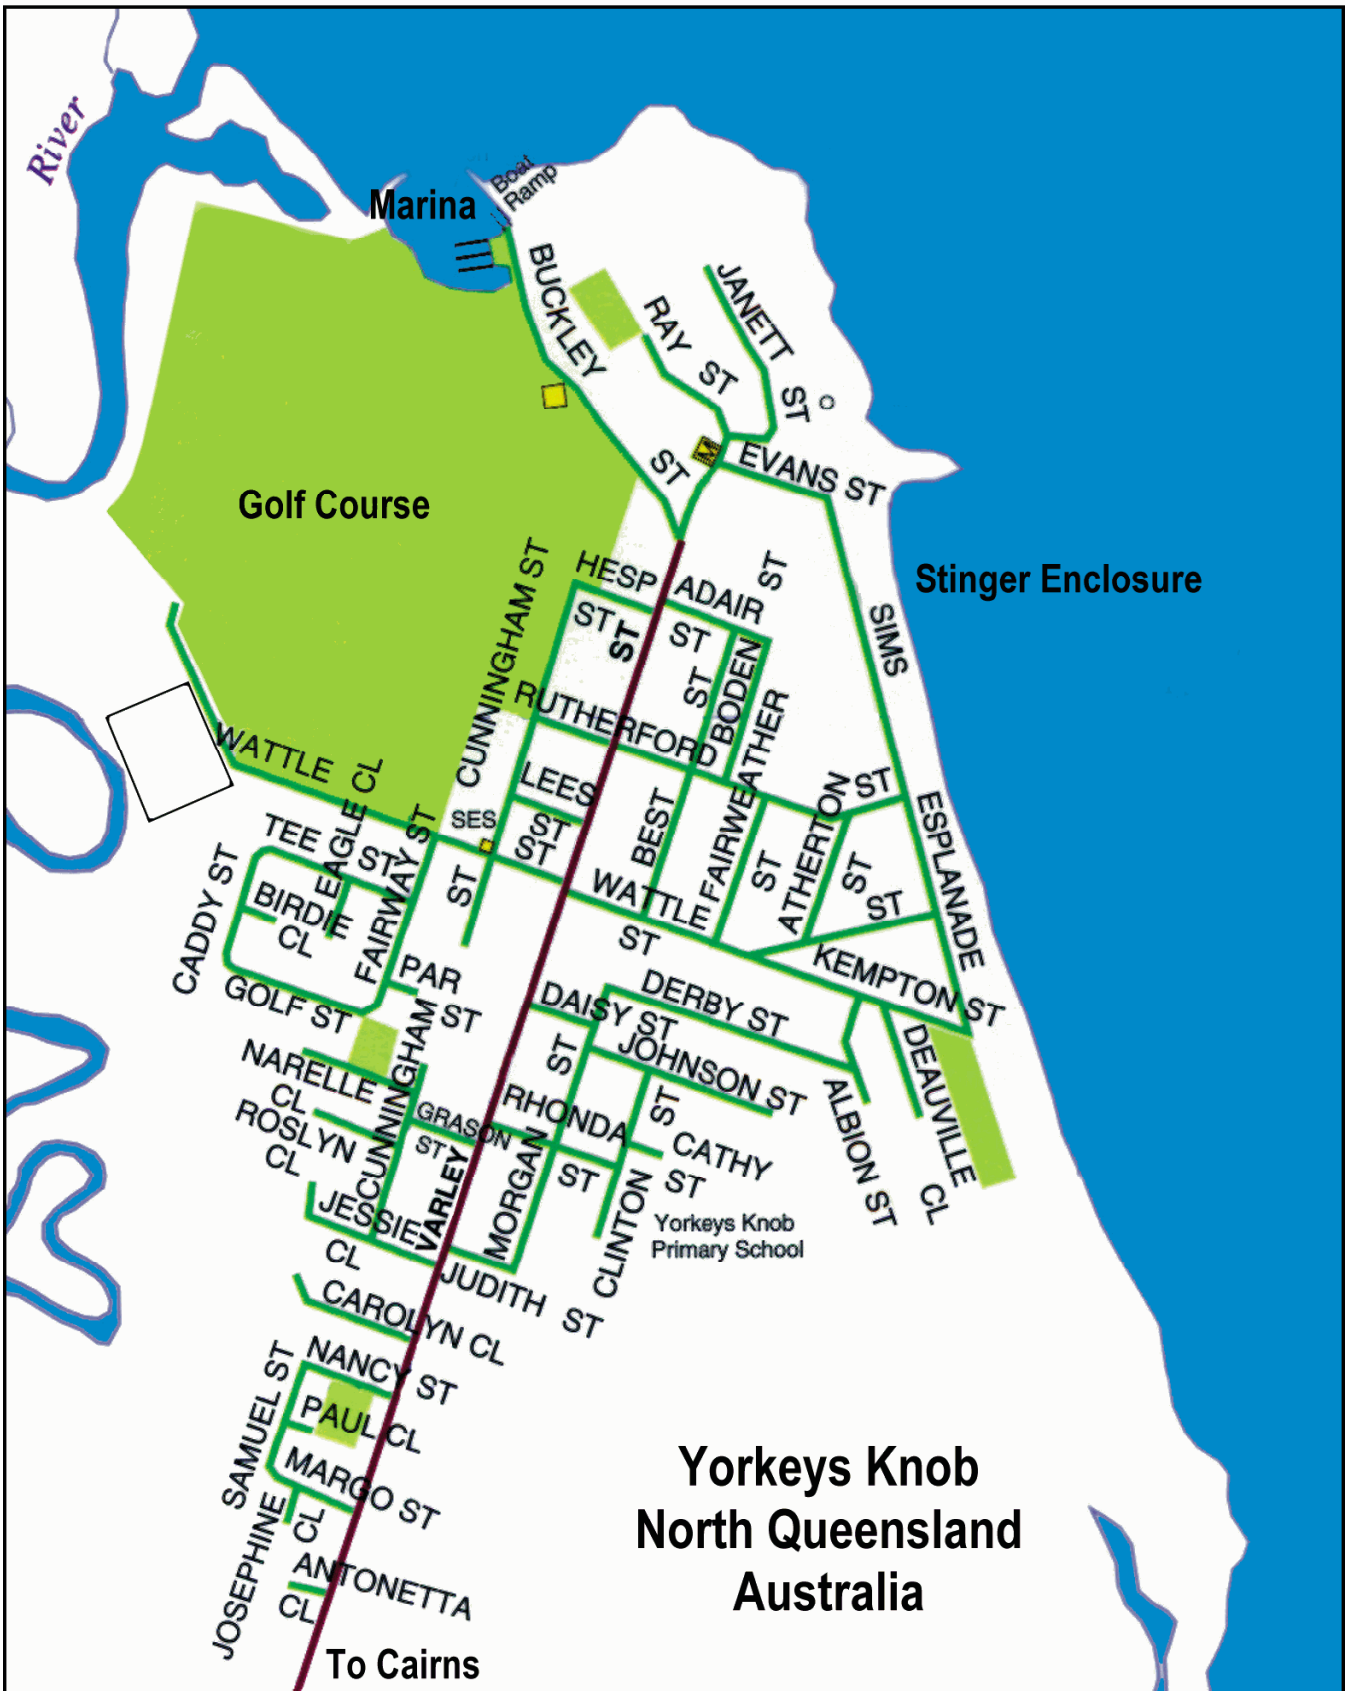 River
Marina
Boat
Ramp
BUCKLEY
ST
RAY ST
JANETT
ST
M
EVANS ST
Golf Course
Stinger Enclosure
HESP
ST
ADAIR
ST
ST
CUNNINGHAM ST
ST
SIMS
ESPLANADE
BODEN
ST
RUTHERFORD
ST
WATTLE
EAGLE CL
LEES
ST
ST
SES
BEST
FAIRWEATHER
ST
ATHERTON
ST
ST
TEE ST
CADDY ST
BIRDIE
CL
FAIRWAY ST
ST
WATTLE
ST
KEMPTON ST
GOLF ST
PAR
ST
DAISY ST
DERBY ST
NARELLE
CL
CUNNINGHAM
JOHNSON ST
DEAUVILLE
CL
ROSLYN
CL
GRASON
ST
RHONDA
ST
ST
CATHY
ST
ALBION ST
MORGAN
CLINTON
VARLEY
JESSIE
CL
Yorkeys Knob
Primary School
JUDITH ST
CAROLYN CL
NANCY ST
SAMUEL ST
PAUL CL
MARGO ST
JOSEPHINE
CL
ANTONETTA
CL
Yorkeys Knob
North Queensland
Australia
To Cairns